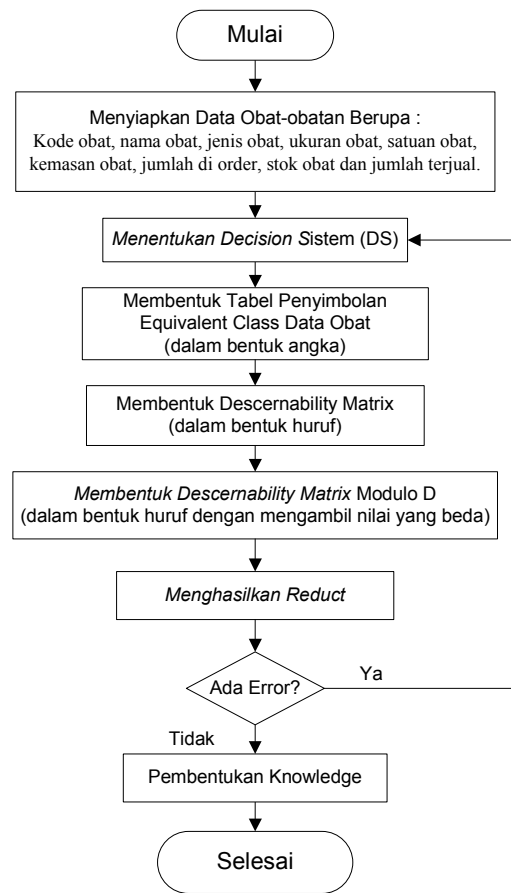 Mulai
Menyiapkan Data Obat-obatan Berupa :
Kode obat, nama obat, jenis obat, ukuran obat, satuan obat,
kemasan obat, jumlah di order, stok obat dan jumlah terjual.
Menentukan Decision Sistem (DS)
Membentuk Tabel Penyimbolan
Equivalent Class Data Obat
(dalam bentuk angka)
Membentuk Descernability Matrix
(dalam bentuk huruf)
Membentuk Descernability Matrix Modulo D
(dalam bentuk huruf dengan mengambil nilai yang beda)
Menghasilkan Reduct
Ada Error?
Ya
Tidak
Pembentukan Knowledge
Selesai